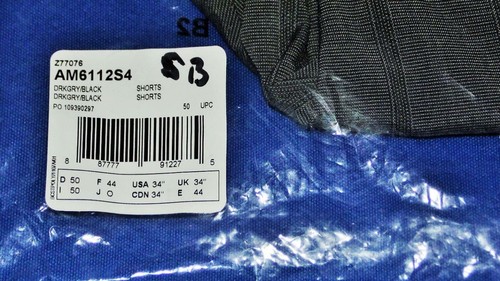 B2
Z77076
AM6112S4
SB
DRKGRY/BLACK SHORTS
DRKGRY/BLACK SHORTS
PO 109390297 50 UPC
8 87777 91227 5
D 50 F 44 USA 34" UK 34"
I 50 J O CDN 34" E 44